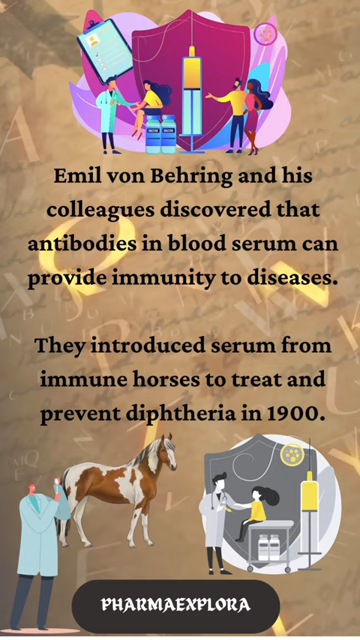 Emil von Behring and his
colleagues discovered that
antibodies in blood serum can
provide immunity to diseases.
They introduced serum from
immune horses to treat and
prevent diphtheria in 1900.
PHARMAEXPLORA